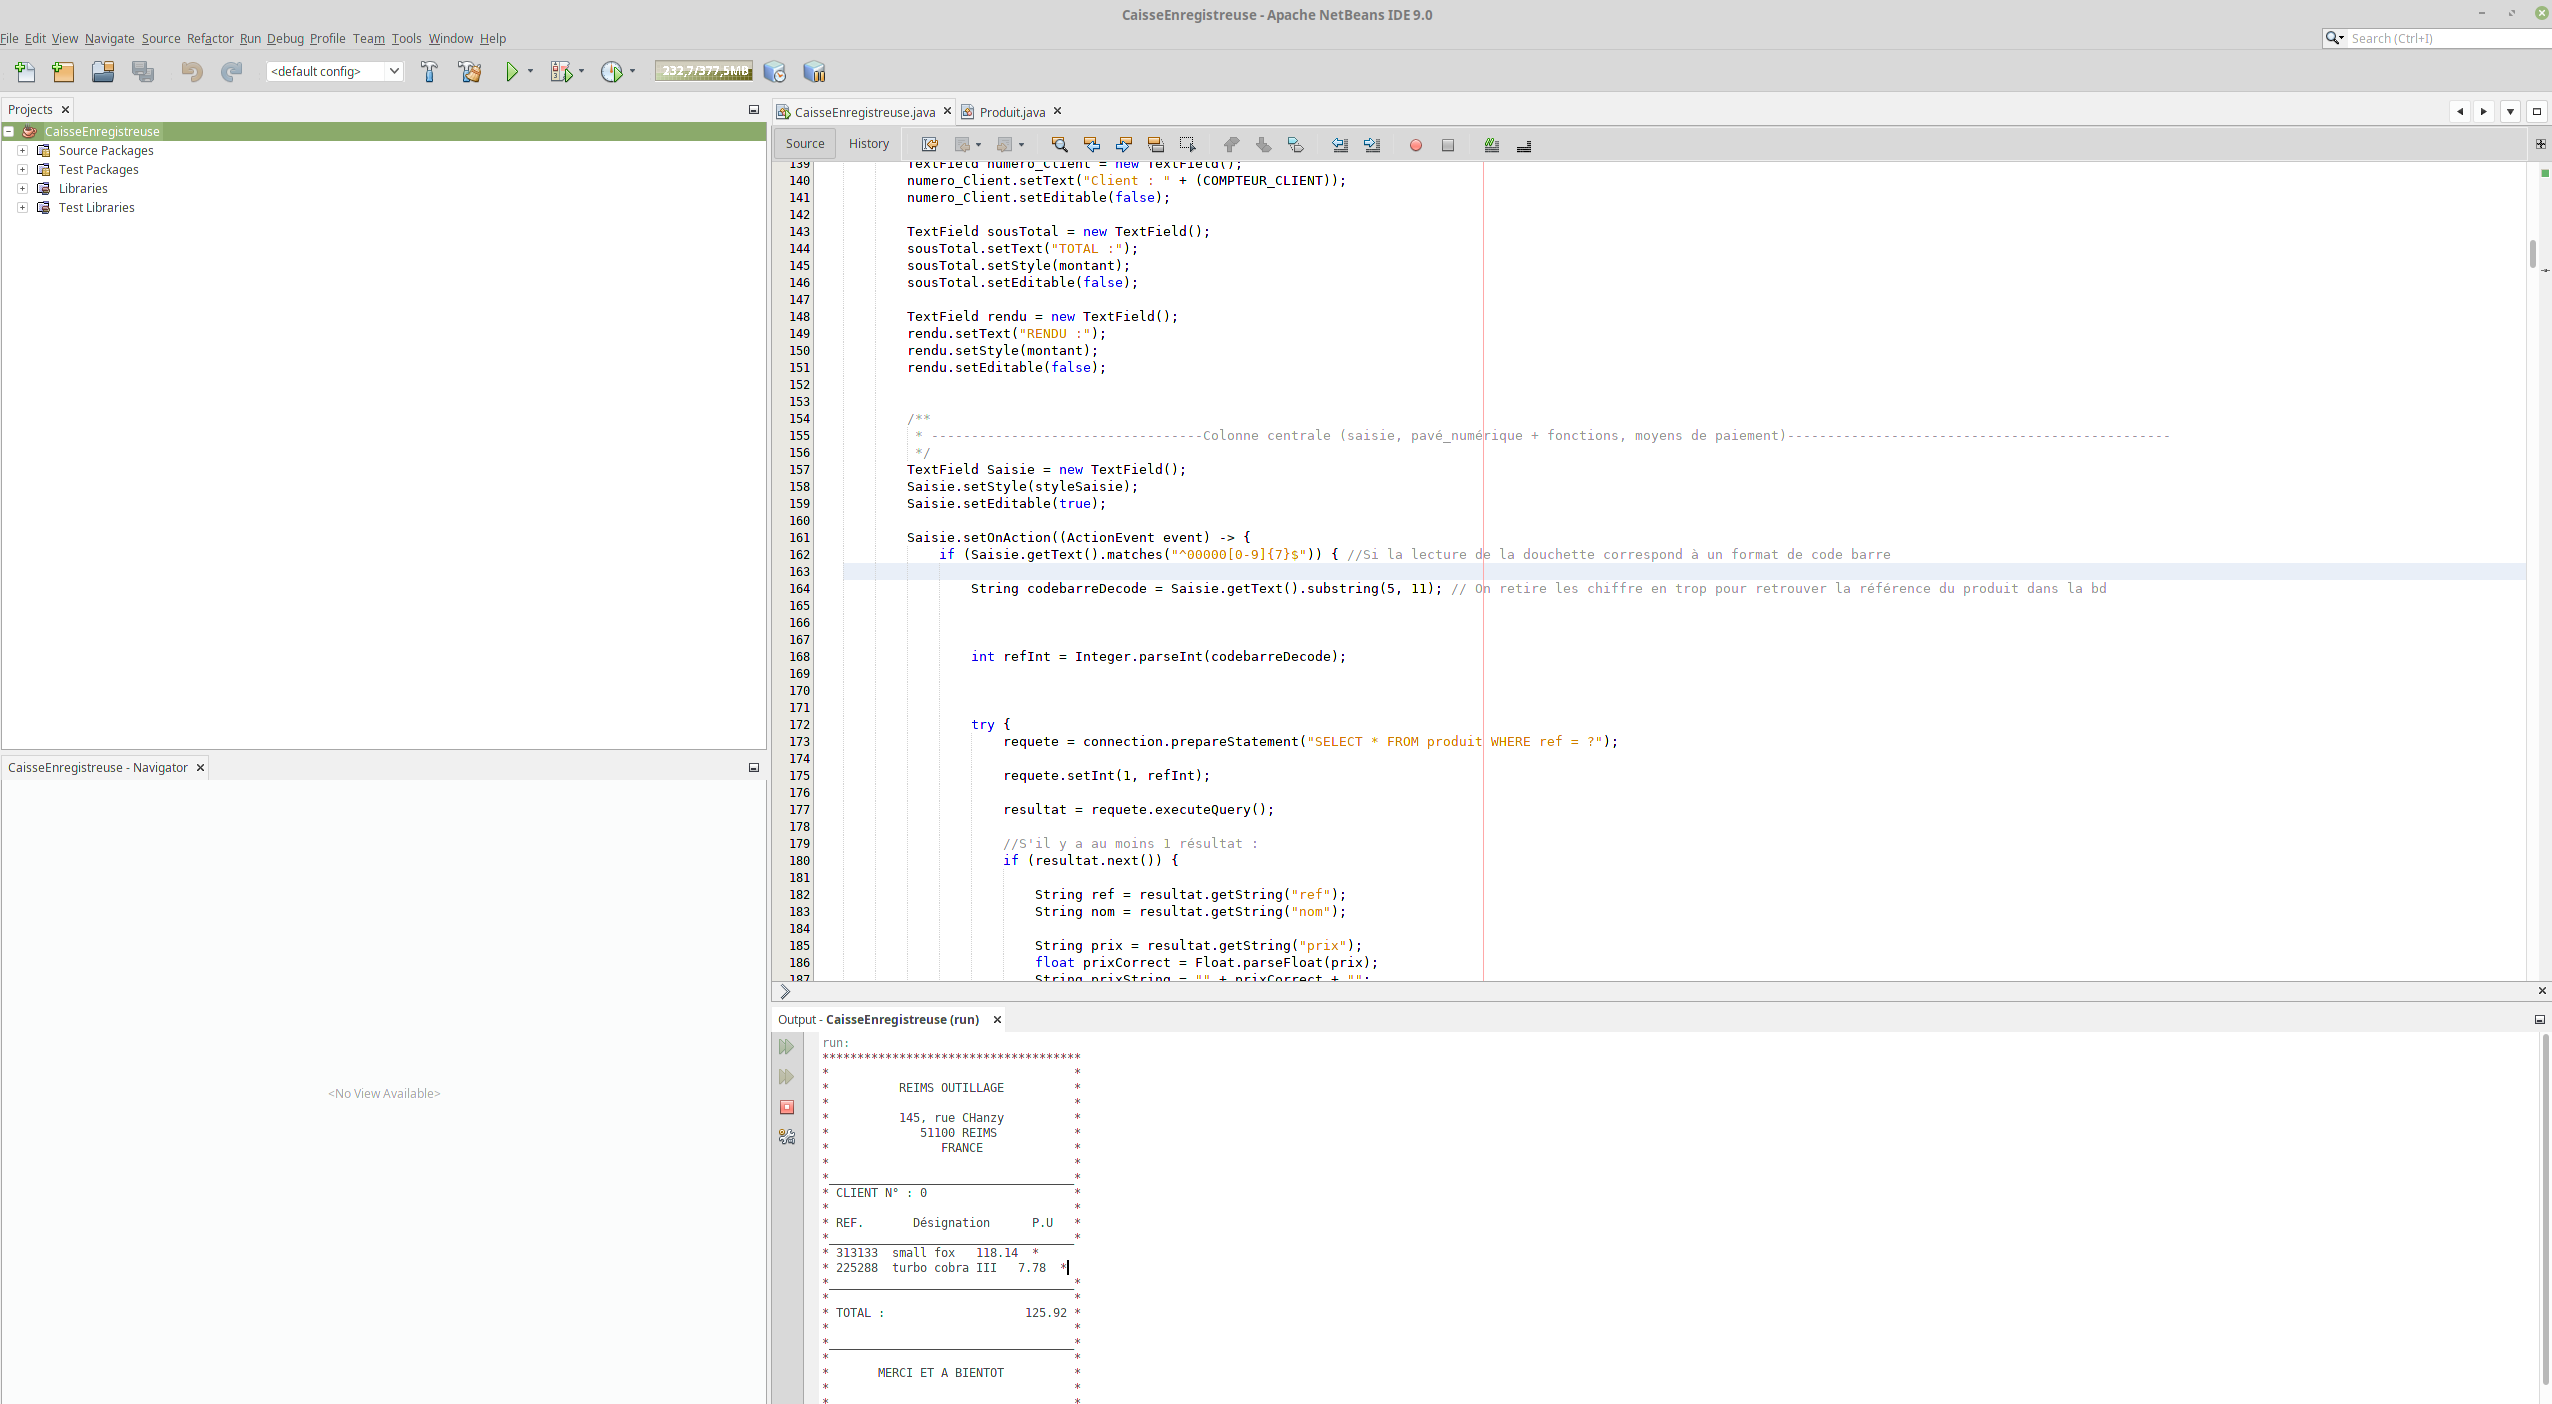 CaisseEnregistreuse - Apache NetBeans IDE 9.0
File Edit View Navigate Source Refactor Run Debug Profile Team Tools Window Help
Search (Ctrl+I)
<default config>
232,7/377,5MB
Projects
CaisseEnregistreuse
Source Packages
Test Packages
Libraries
Test Libraries
CaisseEnregistreuse - Navigator
<No View Available>
CaisseEnregistreuse.java Produit.java
Source History
139 TextField numero_Client = new TextField();
140 numero_Client.setText("Client : " + (COMPTEUR_CLIENT));
141 numero_Client.setEditable(false);
142
143 TextField sousTotal = new TextField();
144 sousTotal.setText("TOTAL :");
145 sousTotal.setStyle(montant);
146 sousTotal.setEditable(false);
147
148 TextField rendu = new TextField();
149 rendu.setText("RENDU :");
150 rendu.setStyle(montant);
151 rendu.setEditable(false);
152
153
154 /**
155 * ----------------------------------Colonne centrale (saisie, pavé_numérique + fonctions, moyens de paiement)------------------------------------------------
156 */
157 TextField Saisie = new TextField();
158 Saisie.setStyle(styleSaisie);
159 Saisie.setEditable(true);
160
161 Saisie.setOnAction((ActionEvent event) -> {
162 if (Saisie.getText().matches("^00000[0-9]{7}$")) { //Si la lecture de la douchette correspond à un format de code barre
163
164 String codebarreDecode = Saisie.getText().substring(5, 11); // On retire les chiffre en trop pour retrouver la référence du produit dans la bd
165
166
167
168 int refInt = Integer.parseInt(codebarreDecode);
169
170
171
172 try {
173 requete = connection.prepareStatement("SELECT * FROM produit WHERE ref = ?");
174
175 requete.setInt(1, refInt);
176
177 resultat = requete.executeQuery();
178
179 //S'il y a au moins 1 résultat :
180 if (resultat.next()) {
181
182 String ref = resultat.getString("ref");
183 String nom = resultat.getString("nom");
184
185 String prix = resultat.getString("prix");
186 float prixCorrect = Float.parseFloat(prix);
187 String prixString = "" + prixCorrect + "";
Output - CaisseEnregistreuse (run)
run:
*************************************
* *
* REIMS OUTILLAGE *
* *
* 145, rue CHanzy *
* 51100 REIMS *
* FRANCE *
* *
*___________________________________*
* CLIENT N° : 0 *
* *
* REF. Désignation P.U *
*___________________________________*
* 313133 small fox 118.14 *
* 225288 turbo cobra III 7.78 *
*___________________________________*
* *
* TOTAL : 125.92 *
* *
*___________________________________*
* *
* MERCI ET A BIENTOT *
* *
* *